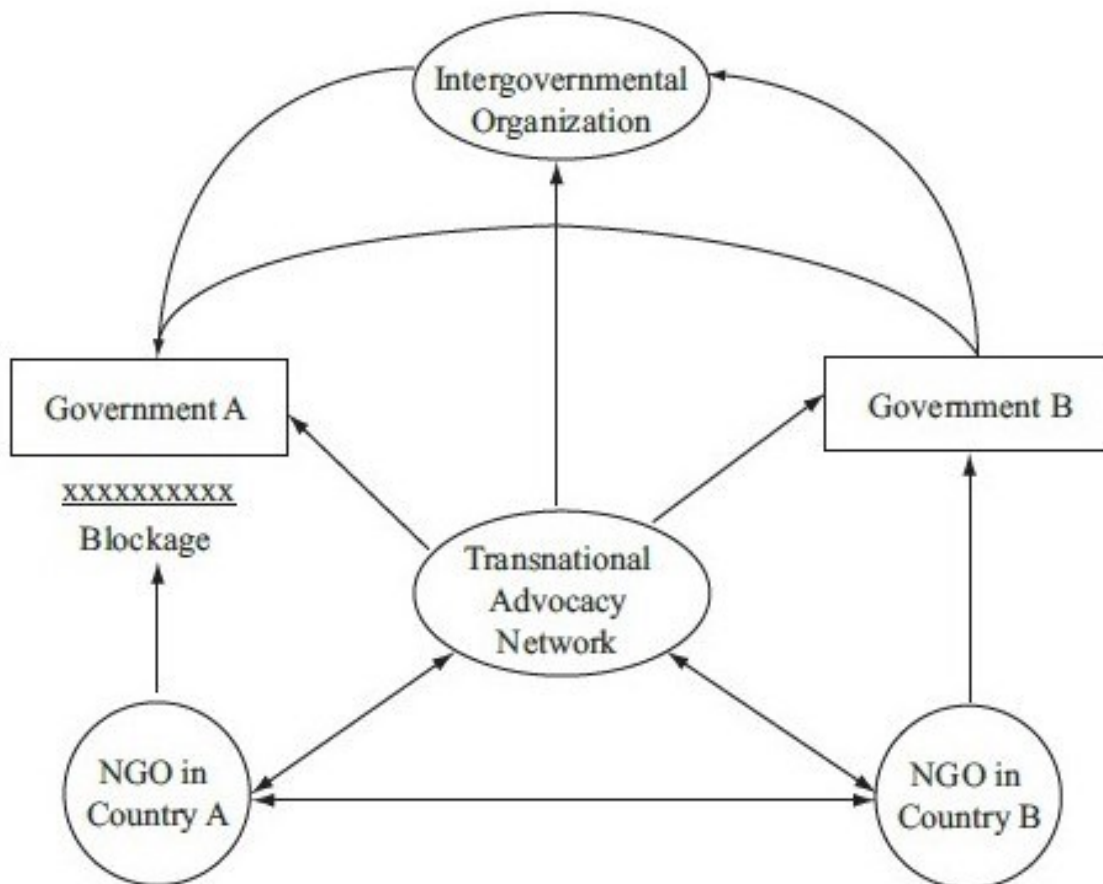 Intergovernmental
Organization
Government A
Government B
xxxxxxxxxx
Blockage
Transnational
Advocacy
Network
NGO in
Country A
NGO in
Country B